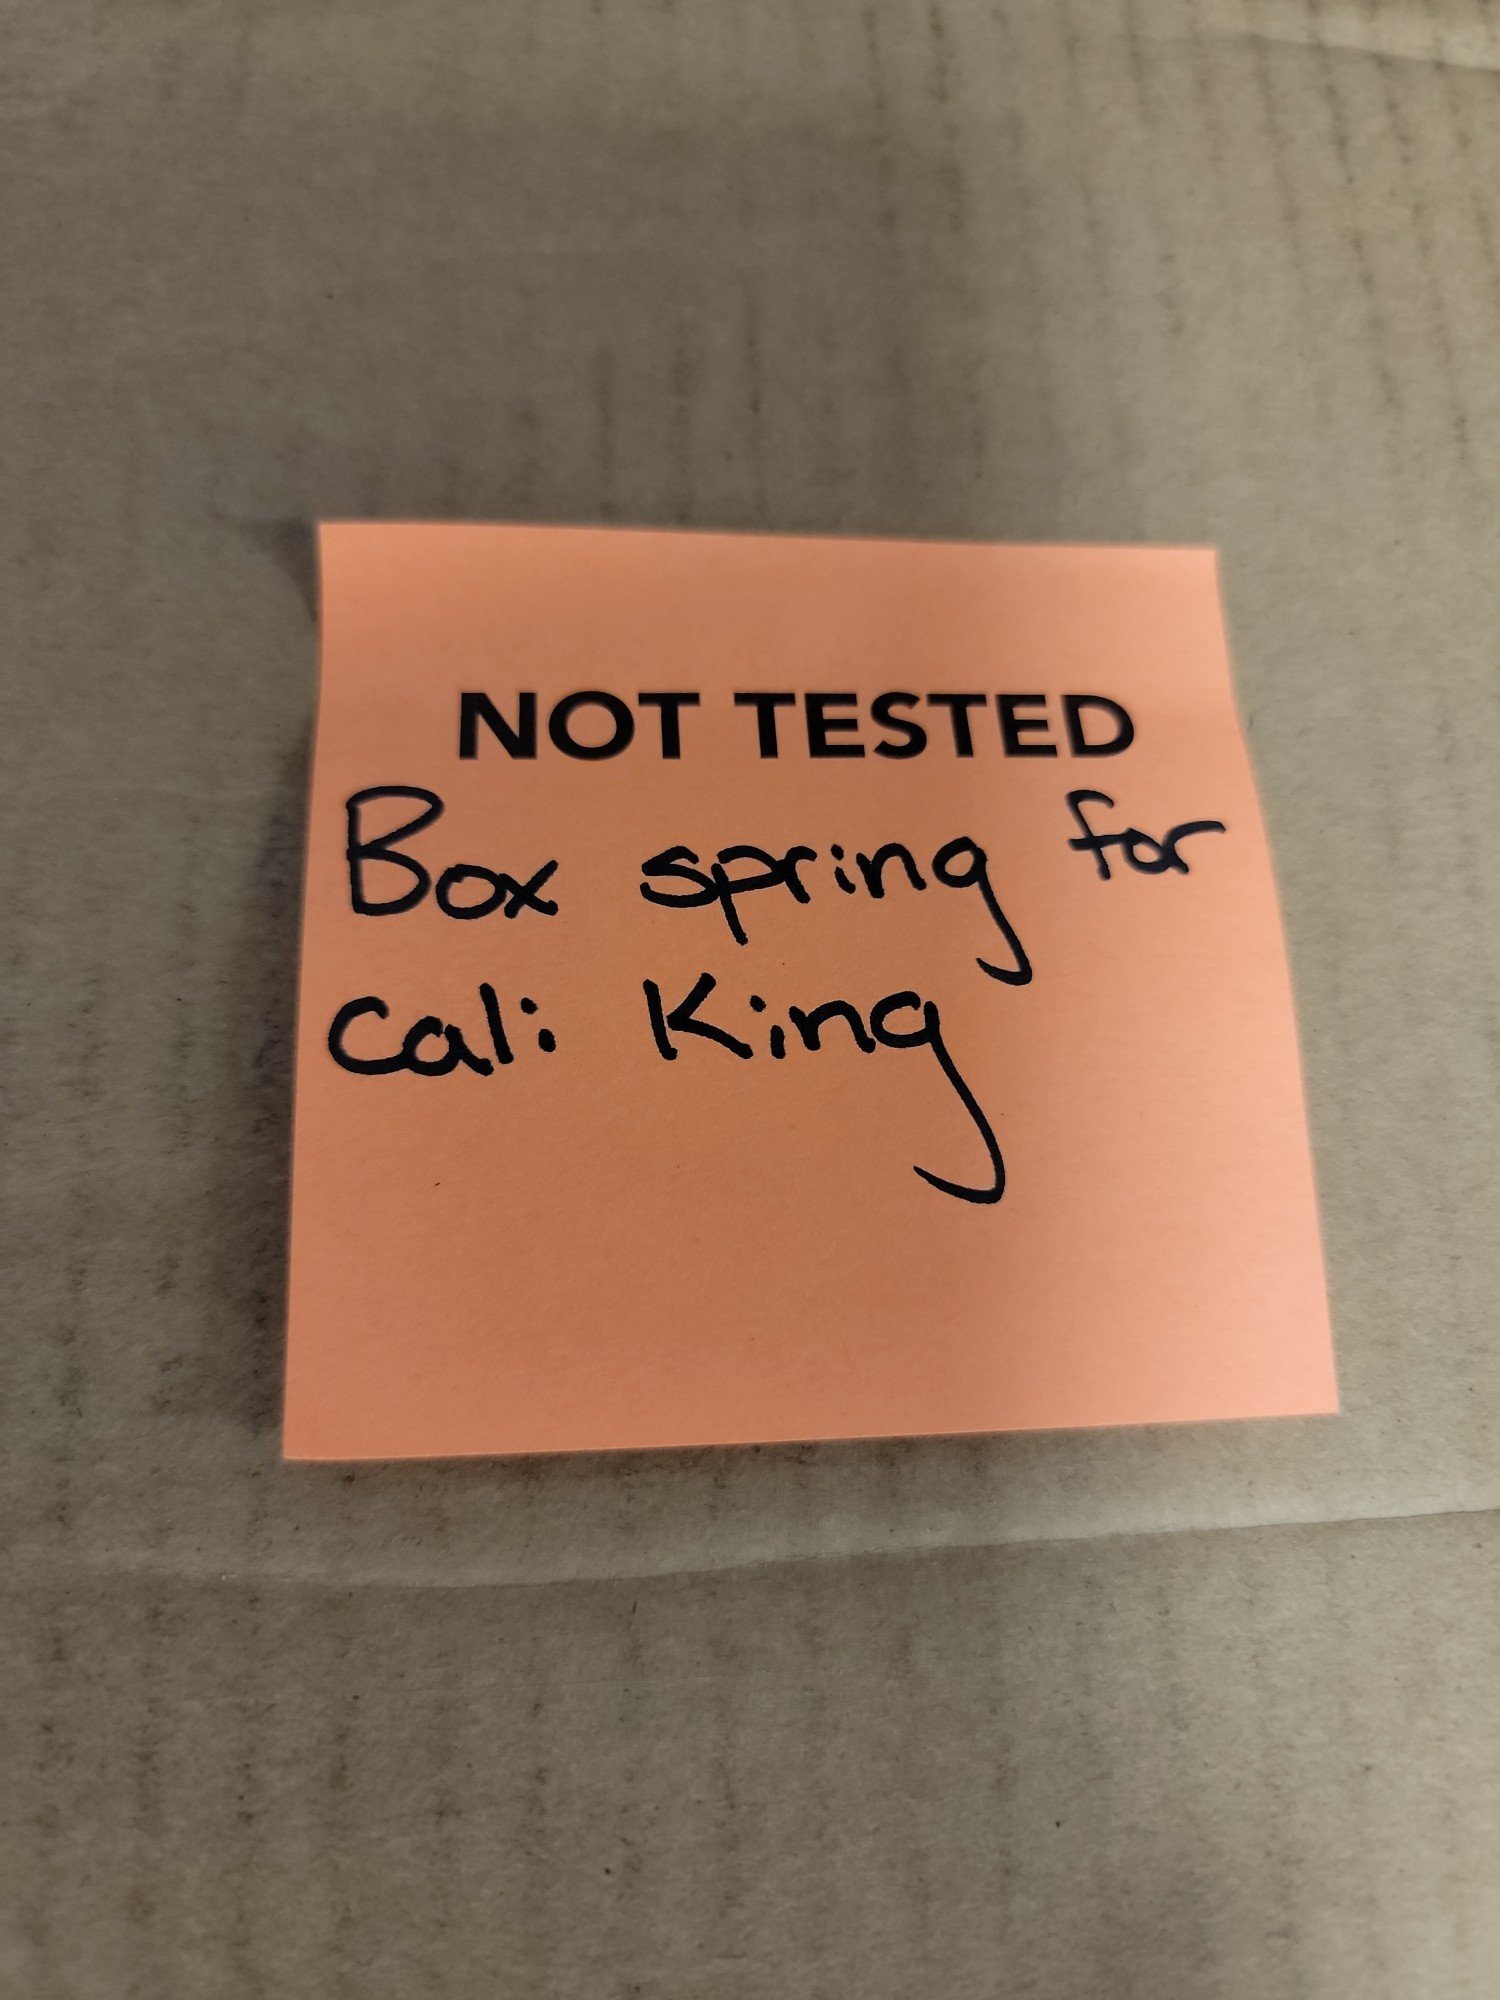 NOT TESTED
Box spring for
Cali King